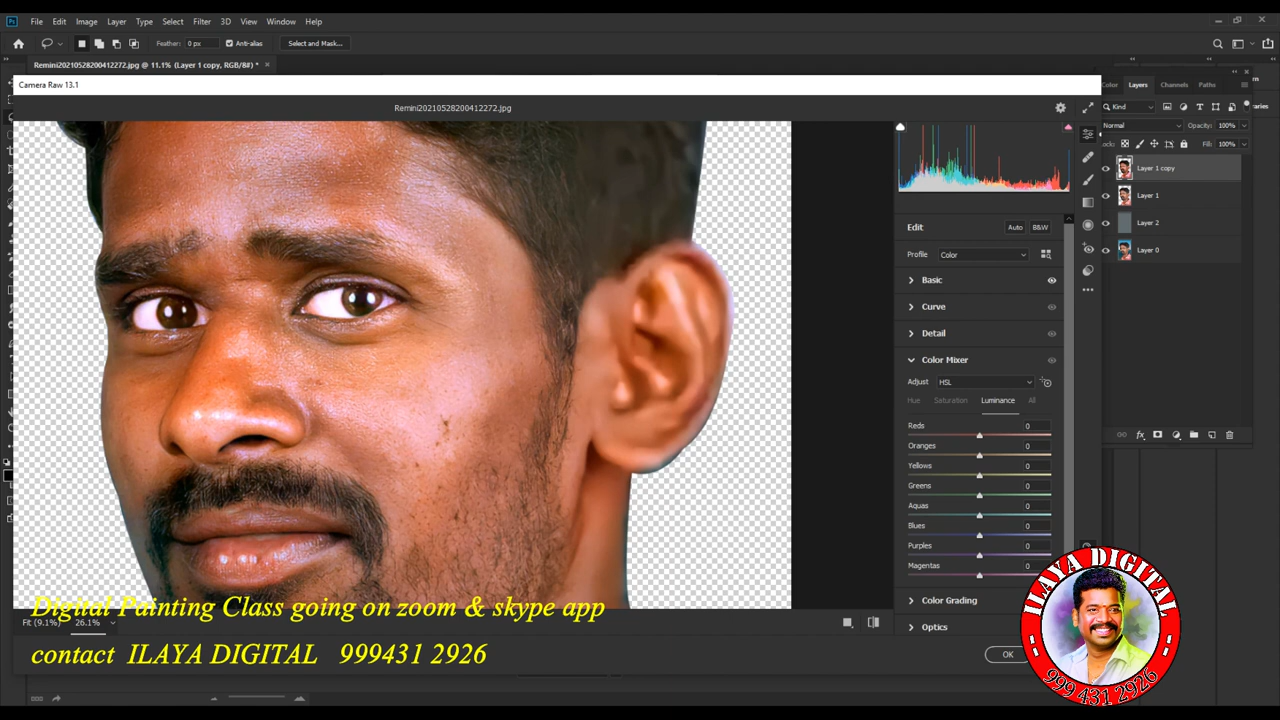 File Edit Image Layer Type Select Filter 3D View Window Help
Feather: 0 px Anti-alias Select and Mask...
Remini20210528200412272.jpg @ 11.1% (Layer 1 copy, RGB/8#) *
Camera Raw 13.1
Remini20210528200412272.jpg
Color Layers Channels Paths
Kind
Normal Opacity: 100%
Fill: 100%
Layer 1 copy
Layer 1
Layer 2
Layer 0
Edit Auto B&W
Profile Color
Basic
Curve
Detail
Color Mixer
Adjust HSL
Hue Saturation Luminance All
Reds 0
Oranges 0
Yellows 0
Greens 0
Aquas 0
Blues 0
Purples 0
Magentas 0
Color Grading
Optics
Fit (9.1%) 26.1%
OK
Digital Painting Class going on zoom & skype app
contact ILAYA DIGITAL 999431 2926
ILAYA DIGITAL
999 431 2926